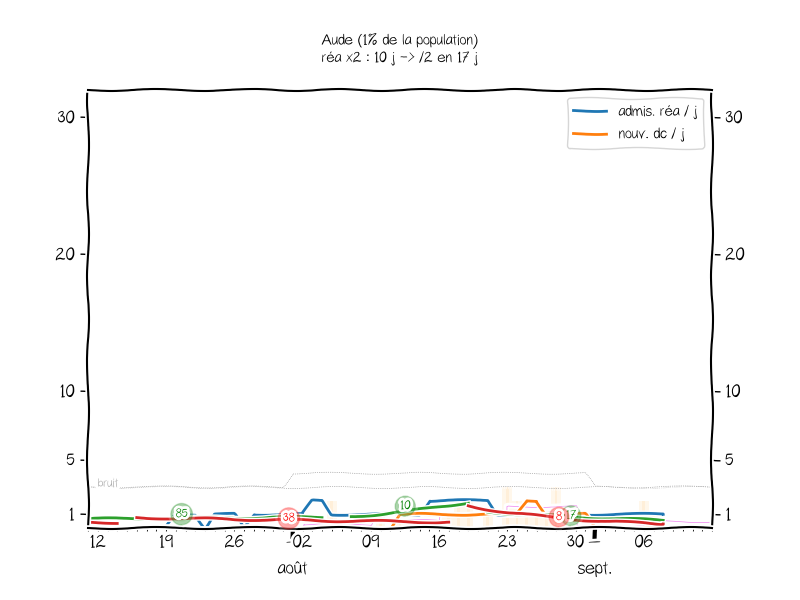 Aude (1% de la population)
réa x2 : 10 j -> /2 en 17 j
admis. réa / j
nouv. dc / j
30 30
20 20
10 10
5 5
bruit
1 1
85 38 10 8 17
12 19 26 02 09 16 23 30 06
août sept.